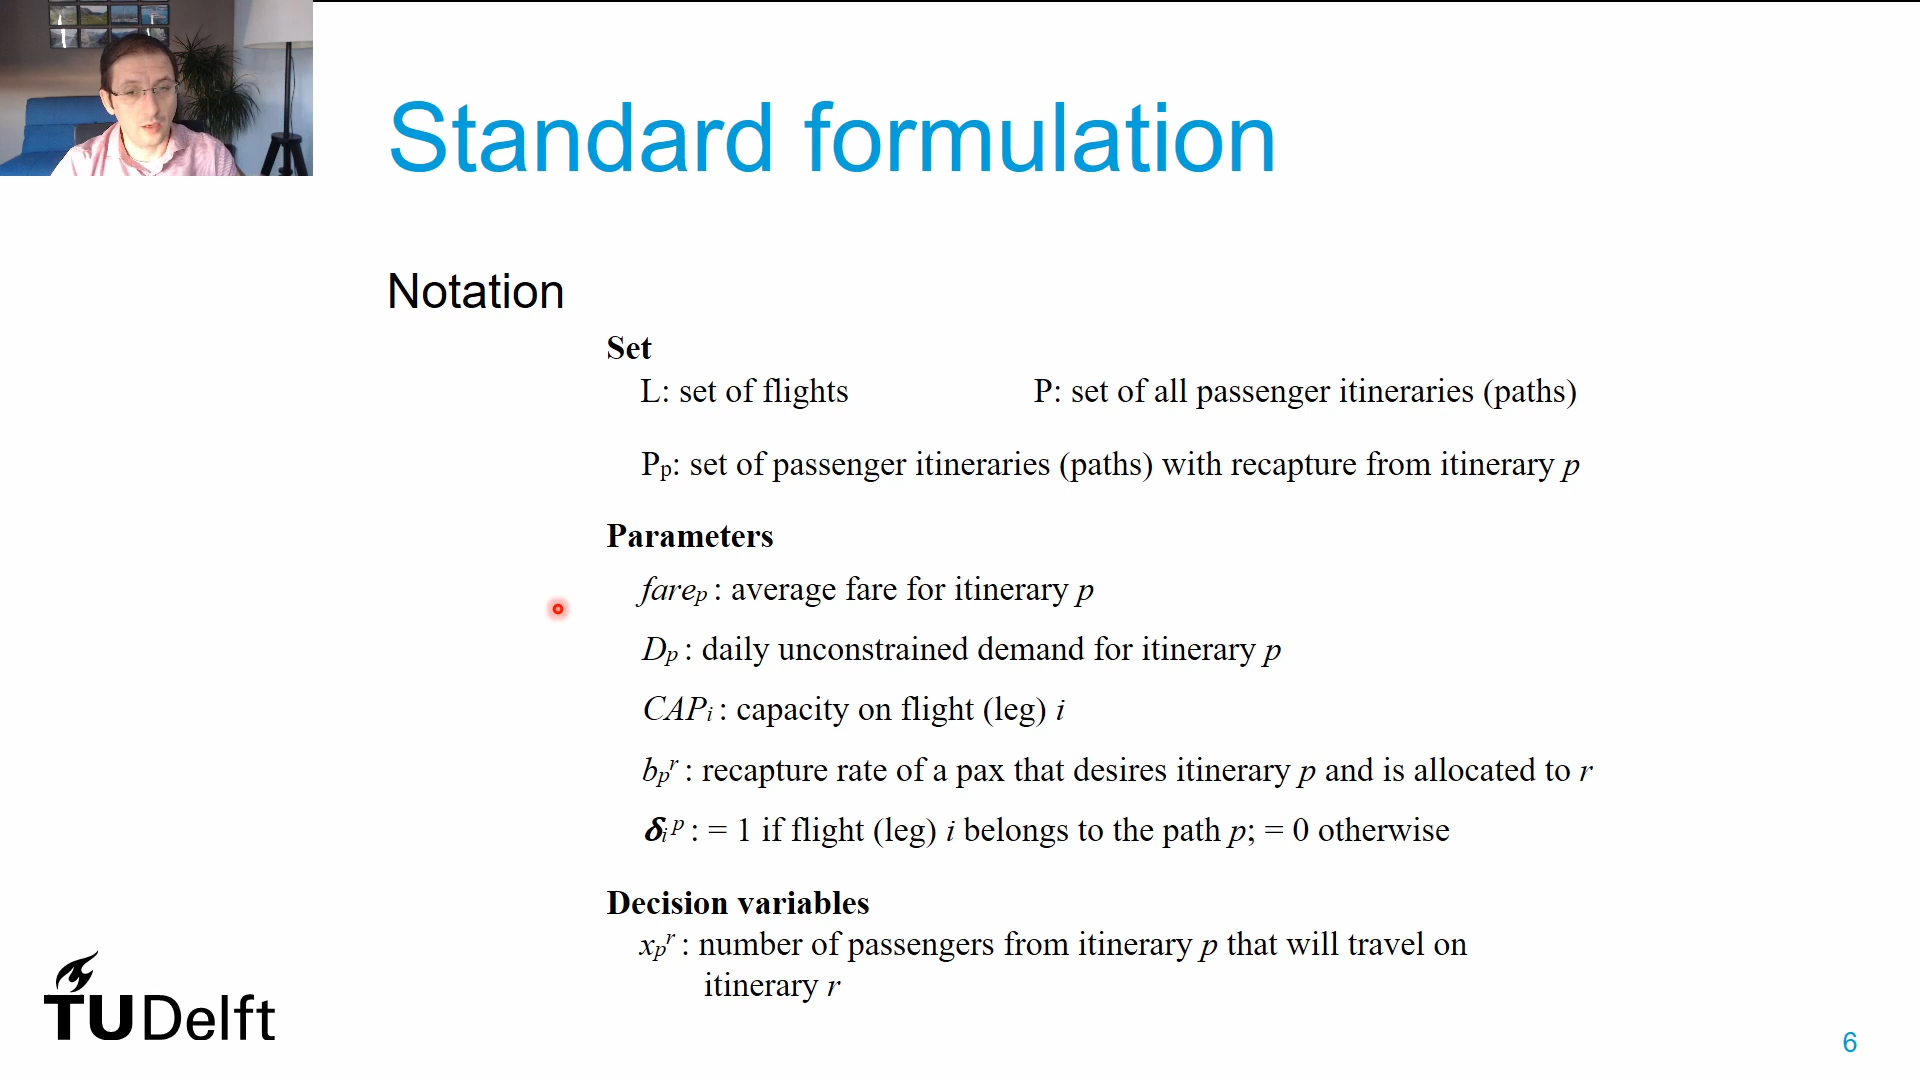 Standard formulation
Notation
Set
L: set of flights
P: set of all passenger itineraries (paths)
Pp: set of passenger itineraries (paths) with recapture from itinerary p
Parameters
farep : average fare for itinerary p
Dp : daily unconstrained demand for itinerary p
CAPi : capacity on flight (leg) i
bpr : recapture rate of a pax that desires itinerary p and is allocated to r
δip : = 1 if flight (leg) i belongs to the path p; = 0 otherwise
Decision variables
xpr : number of passengers from itinerary p that will travel on
itinerary r
TUDelft
6